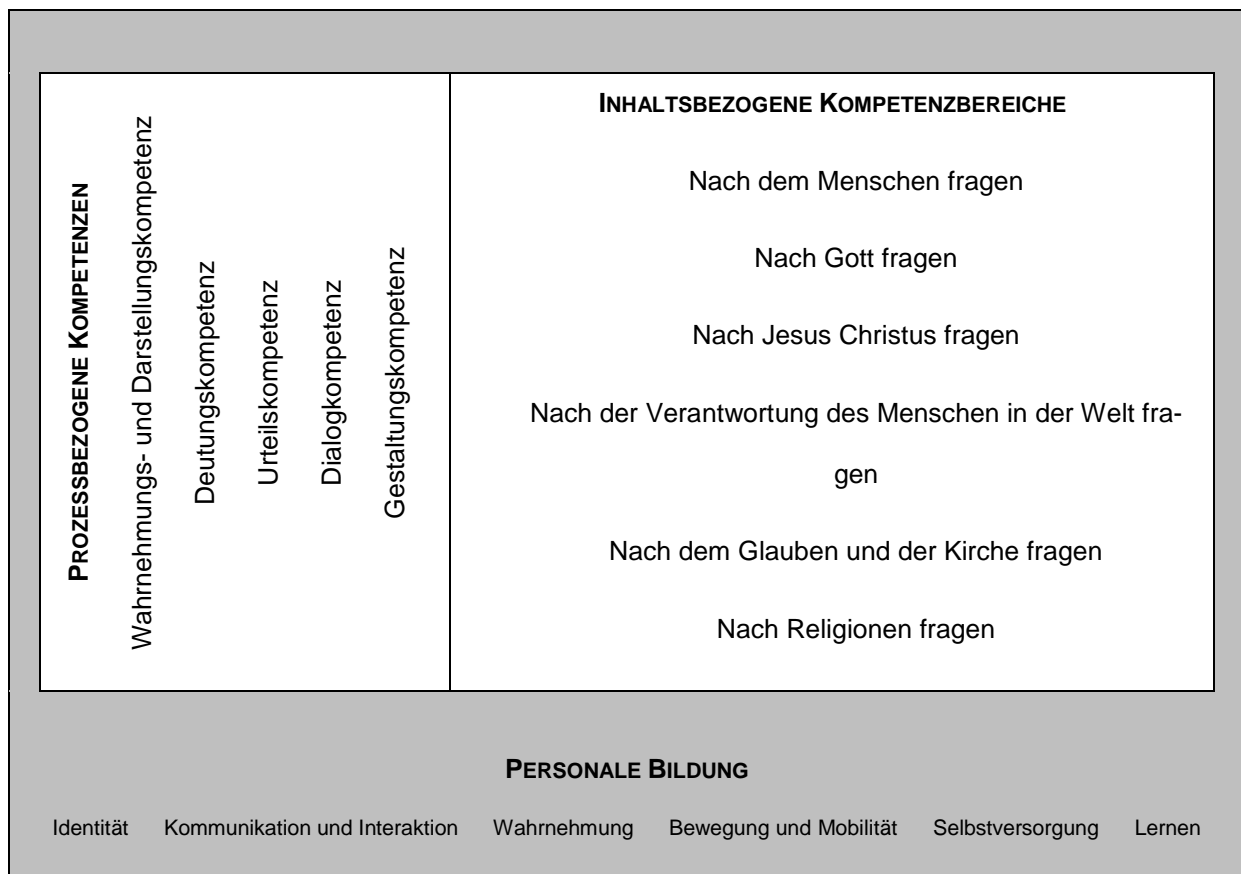 PROZESSBEZOGENE KOMPETENZEN
Wahrnehmungs- und Darstellungskompetenz
Deutungskompetenz
Urteilskompetenz
Dialogkompetenz
Gestaltungskompetenz
INHALTSBEZOGENE KOMPETENZBEREICHE
Nach dem Menschen fragen
Nach Gott fragen
Nach Jesus Christus fragen
Nach der Verantwortung des Menschen in der Welt fra-
gen
Nach dem Glauben und der Kirche fragen
Nach Religionen fragen
PERSONALE BILDUNG
Identität Kommunikation und Interaktion Wahrnehmung Bewegung und Mobilität Selbstversorgung Lernen